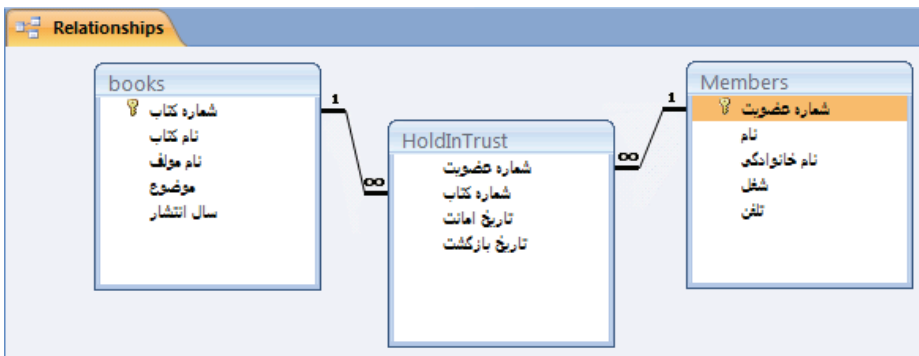 Relationships
books
شماره کتاب
نام کتاب
نام مولف
موضوع
سال انتشار
1
∞
HoldInTrust
شماره عضویت
شماره کتاب
تاریخ امانت
تاریخ بازگشت
∞
1
Members
شماره عضویت
نام
نام خانوادگی
شغل
تلفن